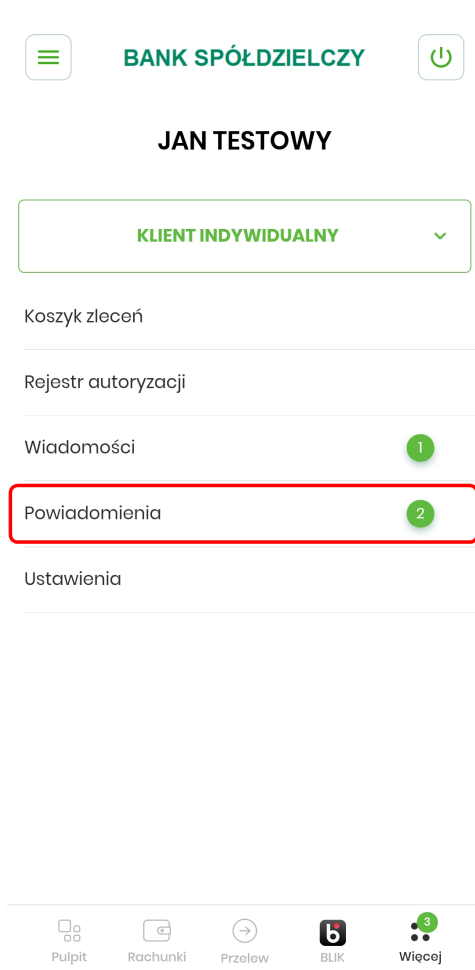 BANK SPÓŁDZIELCZY
JAN TESTOWY
KLIENT INDYWIDUALNY
Koszyk zleceń
Rejestr autoryzacji
Wiadomości 1
Powiadomienia 2
Ustawienia
3
Pulpit Rachunki Przelew BLIK Więcej